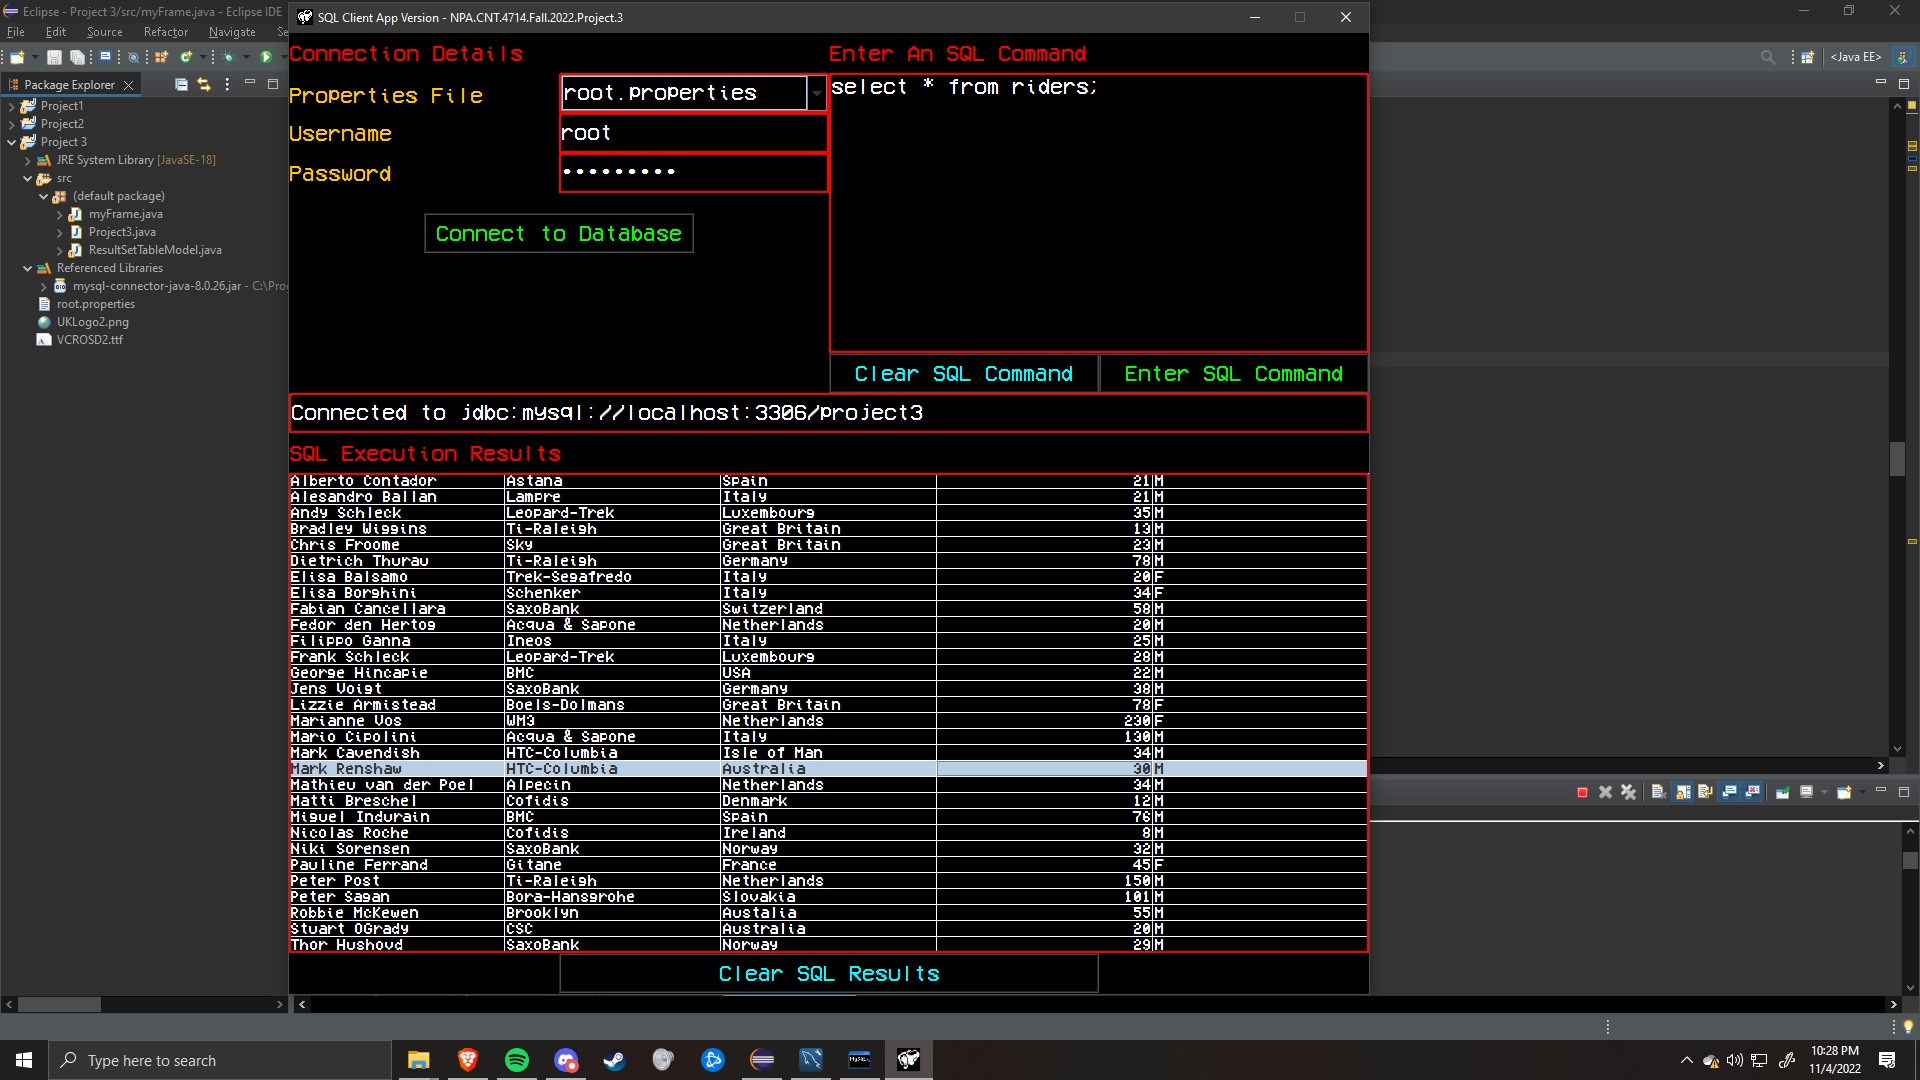 Eclipse - Project 3/src/myFrame.java - Eclipse IDE
File Edit Source Refactor Navigate Se
<Java EE>
Package Explorer
Project1
Project2
Project 3
JRE System Library [JavaSE-18]
src
(default package)
myFrame.java
Project3.java
ResultSetTableModel.java
Referenced Libraries
mysql-connector-java-8.0.26.jar - C:\Pro
root.properties
UKLogo2.png
VCROSD2.ttf
SQL Client App Version - NPA.CNT.4714.Fall.2022.Project.3
Connection Details
Properties File root.properties
Username root
Password •••••••••
Connect to Database
Enter An SQL Command
select * from riders;
Clear SQL Command Enter SQL Command
Connected to jdbc:mysql://localhost:3306/project3
SQL Execution Results
Alberto Contador Astana Spain 21 M
Alesandro Ballan Lampre Italy 21 M
Andy Schleck Leopard-Trek Luxembourg 35 M
Bradley Wiggins Ti-Raleigh Great Britain 13 M
Chris Froome Sky Great Britain 23 M
Dietrich Thurau Ti-Raleigh Germany 78 M
Elisa Balsamo Trek-Segafredo Italy 20 F
Elisa Borghini Schenker Italy 34 F
Fabian Cancellara SaxoBank Switzerland 58 M
Fedor den Hertog Acqua & Sapone Netherlands 20 M
Filippo Ganna Ineos Italy 25 M
Frank Schleck Leopard-Trek Luxembourg 28 M
George Hincapie BMC USA 22 M
Jens Voigt SaxoBank Germany 38 M
Lizzie Armistead Boels-Dolmans Great Britain 78 F
Marianne Vos WM3 Netherlands 230 F
Mario Cipolini Acqua & Sapone Italy 130 M
Mark Cavendish HTC-Columbia Isle of Man 34 M
Mark Renshaw HTC-Columbia Australia 30 M
Mathieu van der Poel Alpecin Netherlands 34 M
Matti Breschel Cofidis Denmark 12 M
Miguel Indurain BMC Spain 76 M
Nicolas Roche Cofidis Ireland 8 M
Niki Sorensen SaxoBank Norway 32 M
Pauline Ferrand Gitane France 45 F
Peter Post Ti-Raleigh Netherlands 150 M
Peter Sagan Bora-Hansgrohe Slovakia 101 M
Robbie McKewen Brooklyn Austalia 55 M
Stuart OGrady CSC Australia 20 M
Thor Hushovd SaxoBank Norway 29 M
Clear SQL Results
Type here to search
MySQL
10:28 PM
11/4/2022